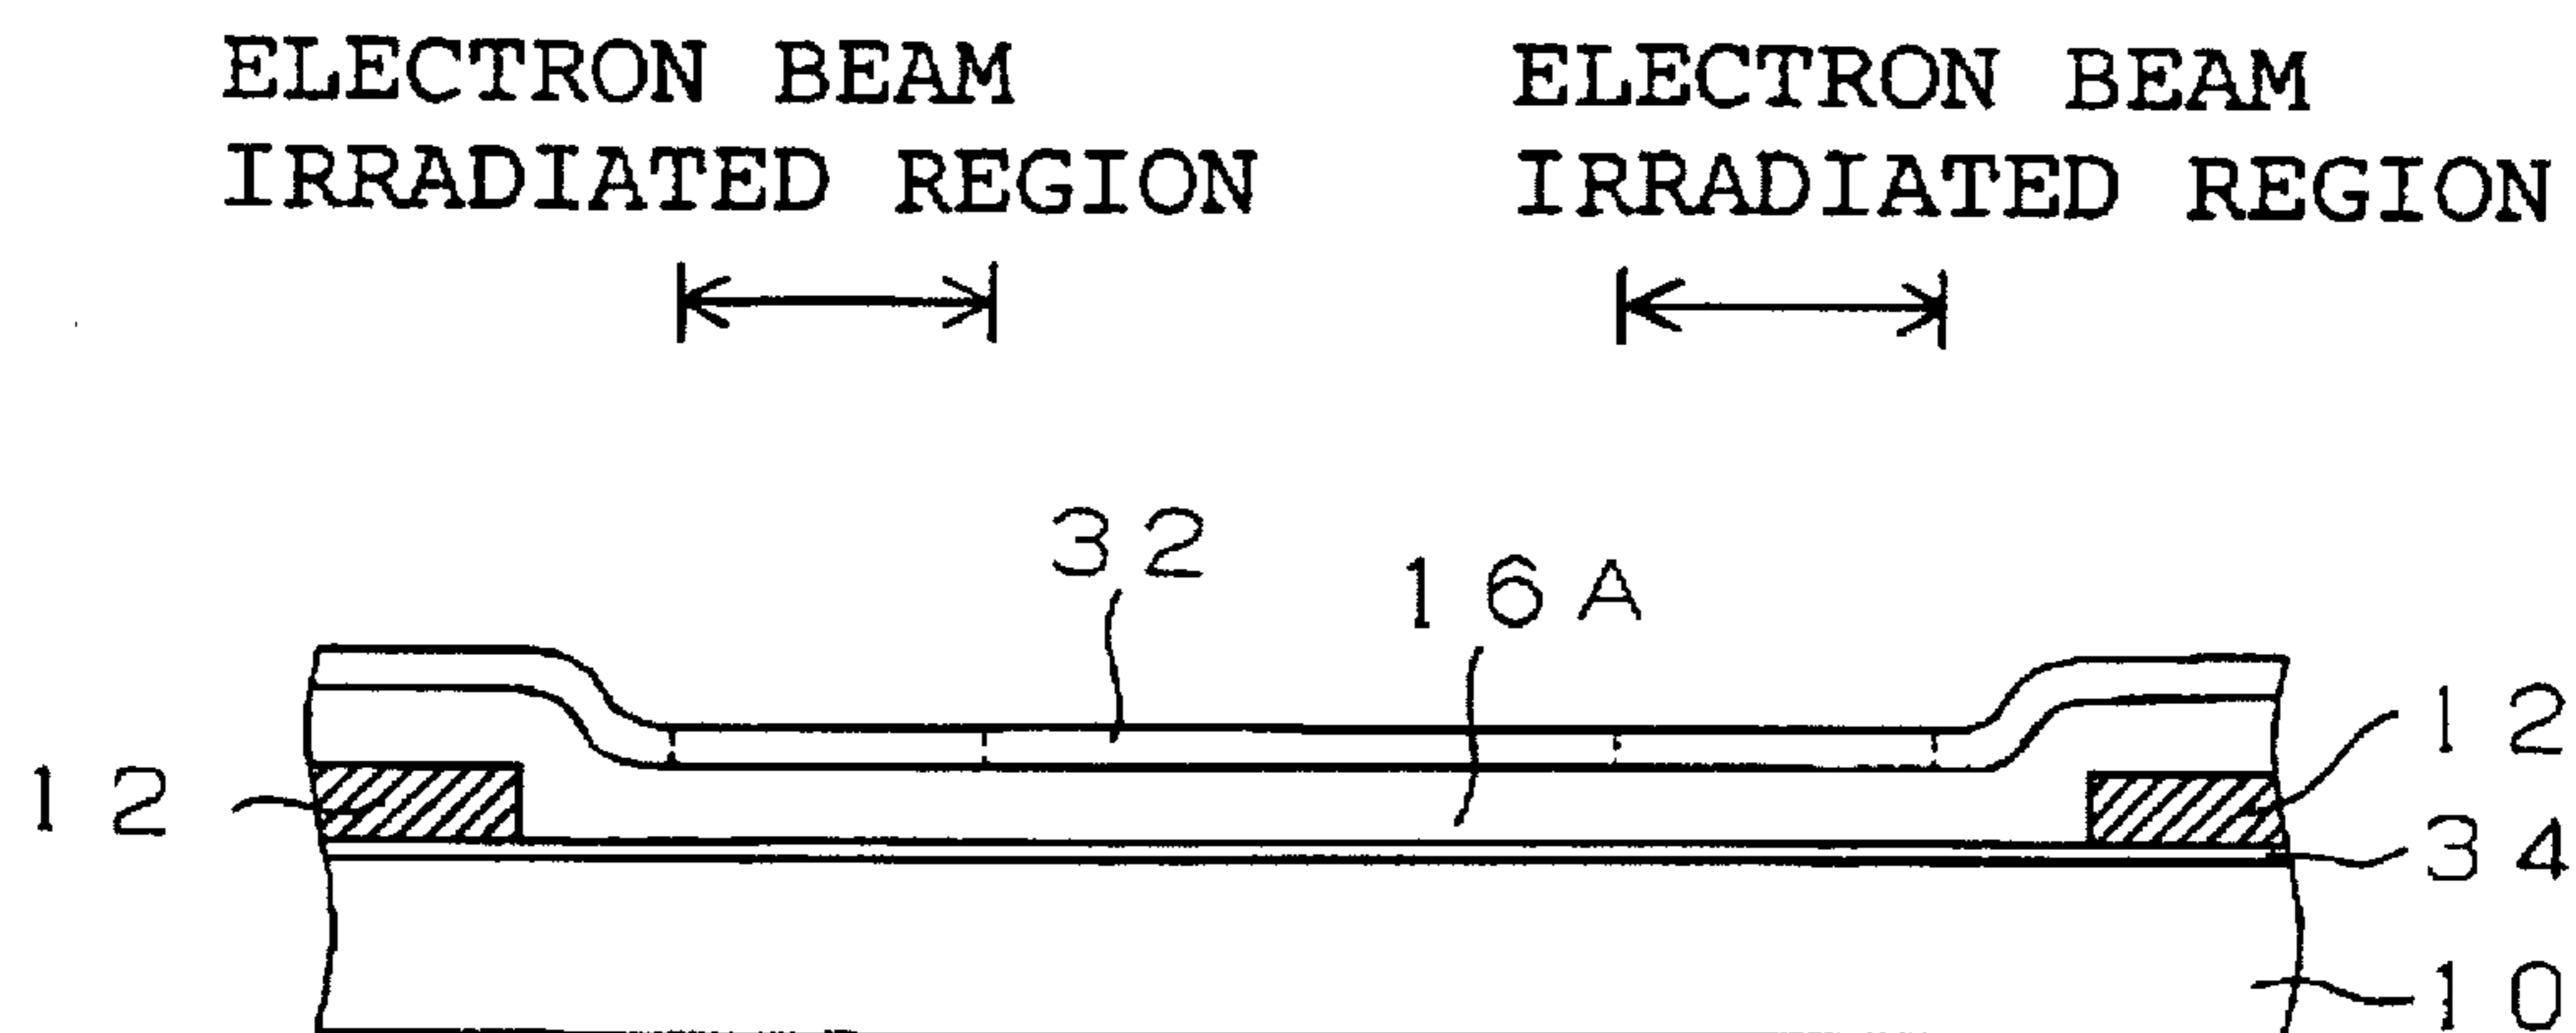 ELECTRON BEAM
IRRADIATED REGION
ELECTRON BEAM
IRRADIATED REGION
32
16A
12
12
34
10